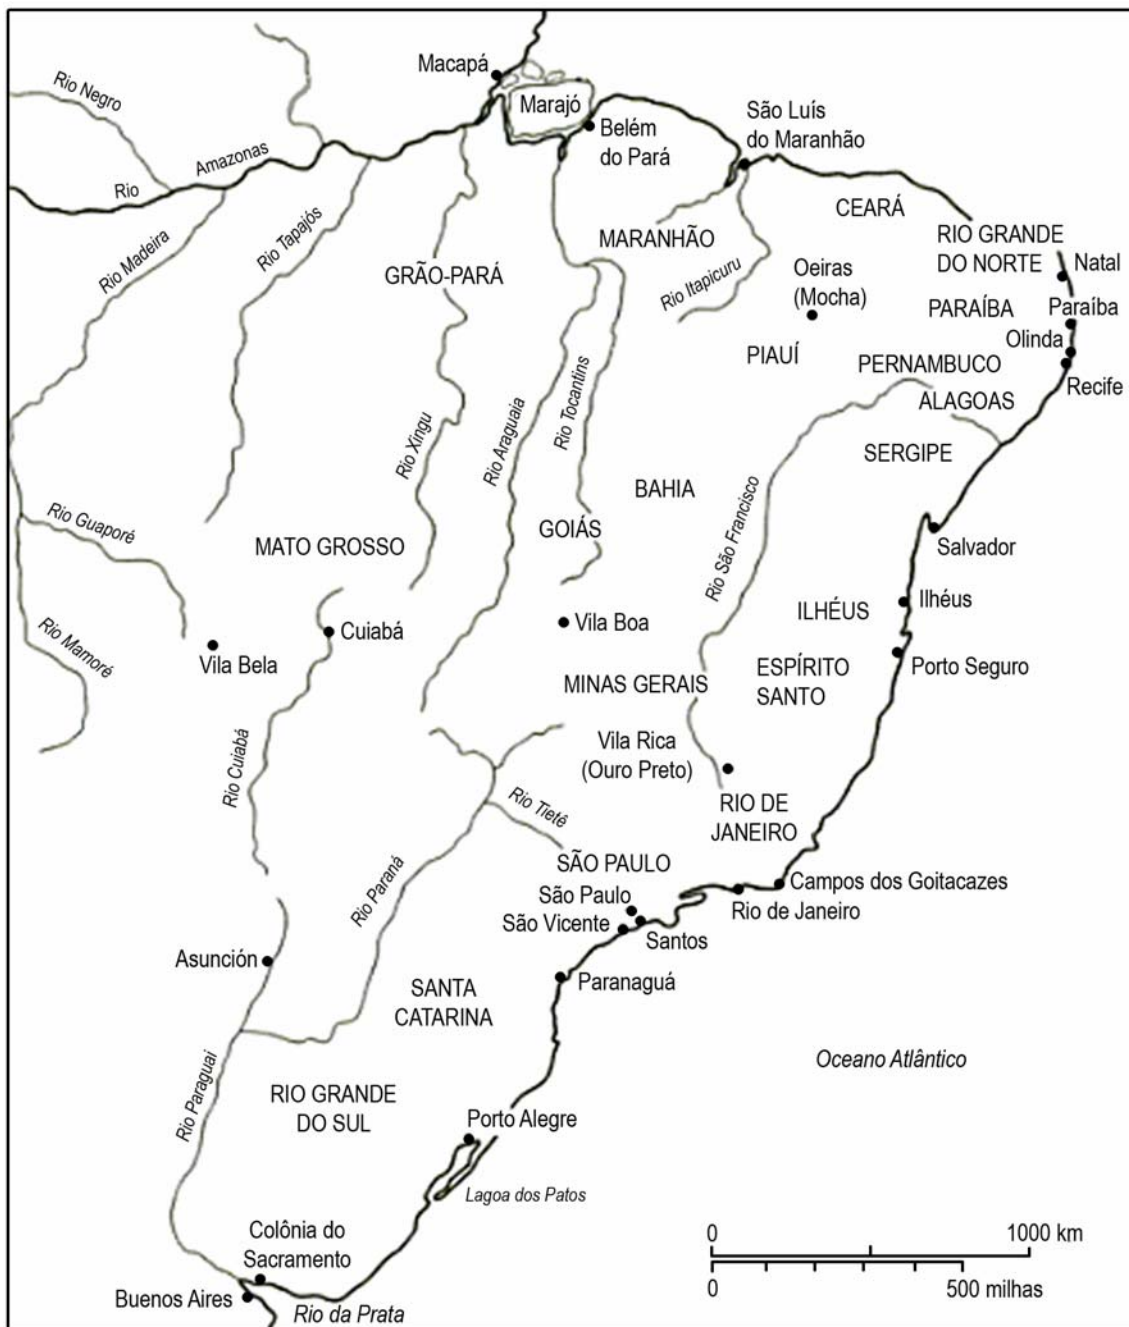 Macapá
Rio Negro
Marajó
São Luís
do Maranhão
Belém
do Pará
Amazonas
Rio
CEARÁ
Rio Madeira
Rio Tapajós
MARANHÃO
RIO GRANDE
DO NORTE
GRÃO-PARÁ
Rio Itapicuru
Oeiras
(Mocha)
Natal
PARAÍBA
Paraíba
Olinda
PIAUÍ
PERNAMBUCO
Recife
ALAGOAS
Rio Xingu
Rio Araguaia
Rio Tocantins
SERGIPE
BAHIA
Rio São Francisco
Rio Guaporé
MATO GROSSO
GOIÁS
Salvador
Ilhéus
ILHÉUS
Vila Boa
Cuiabá
Rio Mamoré
Vila Bela
Porto Seguro
ESPÍRITO
SANTO
MINAS GERAIS
Vila Rica
(Ouro Preto)
Rio Cuiabá
Rio Tietê
RIO DE
JANEIRO
SÃO PAULO
Rio Paraná
São Paulo
Campos dos Goitacazes
Rio de Janeiro
São Vicente
Santos
Asunción
Paranaguá
SANTA
CATARINA
Oceano Atlântico
Rio Paraguai
RIO GRANDE
DO SUL
Porto Alegre
Lagoa dos Patos
Colônia do
Sacramento
0 1000 km
0 500 milhas
Buenos Aires
Rio da Prata